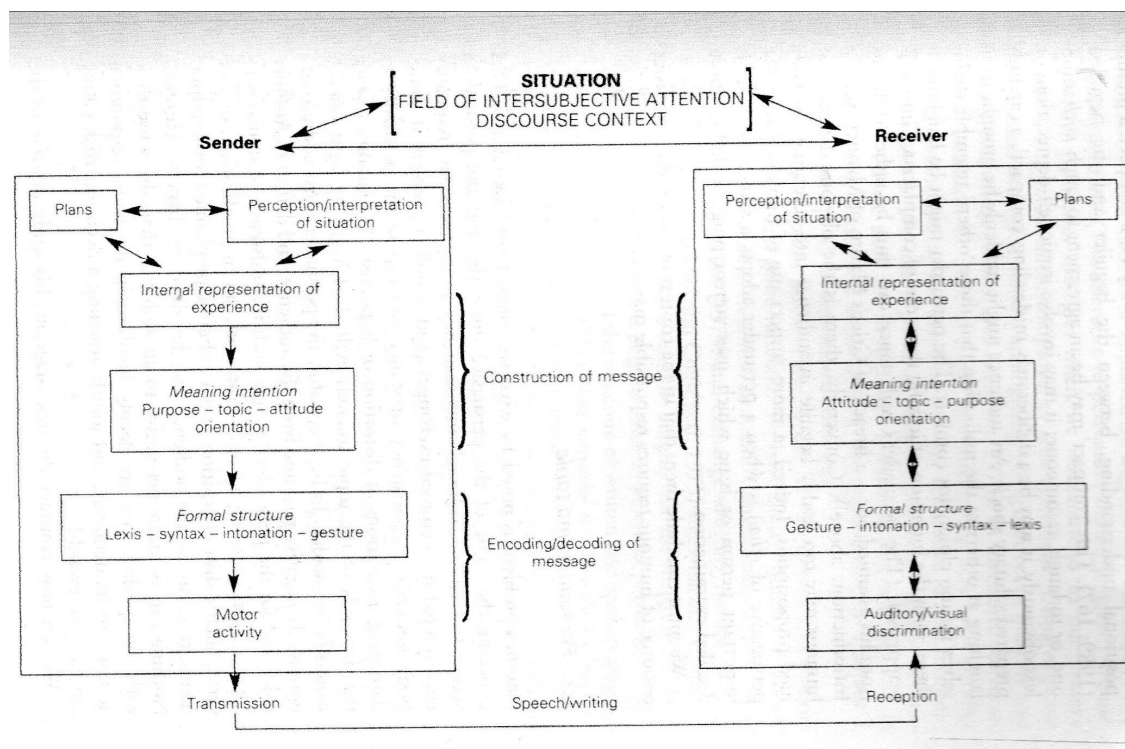 SITUATION
FIELD OF INTERSUBJECTIVE ATTENTION
DISCOURSE CONTEXT
Sender
Receiver
Plans
Perception/interpretation
of situation
Internal representation of
experience
Meaning intention
Purpose – topic – attitude
orientation
Formal structure
Lexis – syntax – intonation – gesture
Motor
activity
Transmission
Construction of message
Encoding/decoding of
message
Speech/writing
Perception/interpretation
of situation
Plans
Internal representation of
experience
Meaning intention
Attitude – topic – purpose
orientation
Formal structure
Gesture – intonation – syntax – lexis
Auditory/visual
discrimination
Reception